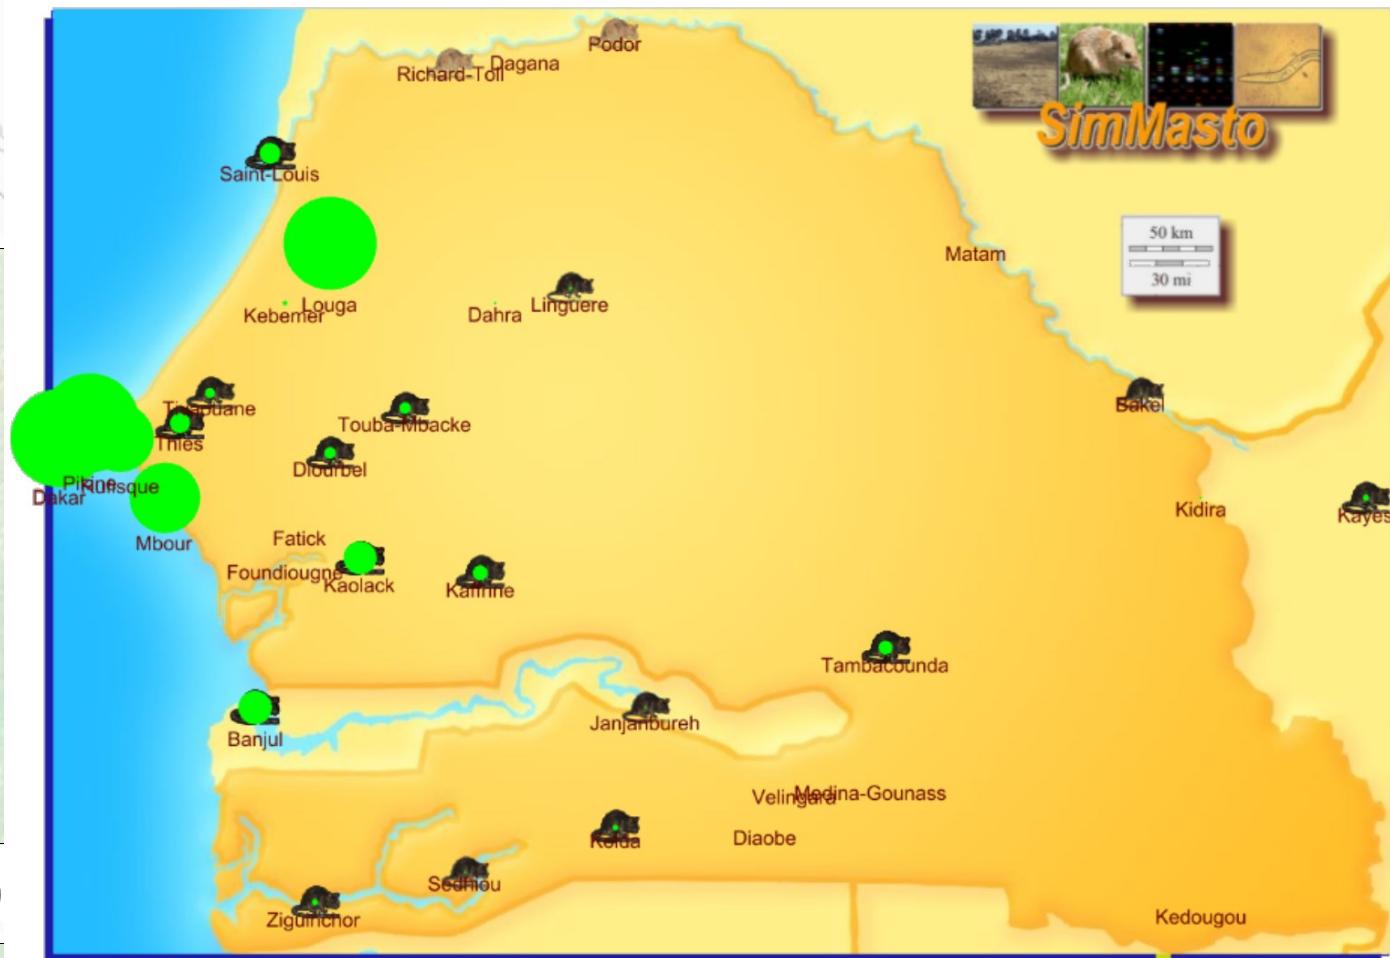 Podor
Dagana
Richard-Toll
SimMasto
Saint-Louis
50 km
30 mi
Matam
Louga
Linguere
Kebemer
Dahra
Bakel
Tivaouane
Touba-Mbacke
Thies
Diourbel
Pikine
Rufisque
Dakar
Kidira
Kayes
Mbour
Fatick
Foundiougne
Kaolack
Kaffrine
Tambacounda
Janjanbureh
Banjul
Medina-Gounass
Velingara
Diaobe
Kolda
Sedhiou
Ziguinchor
Kedougou